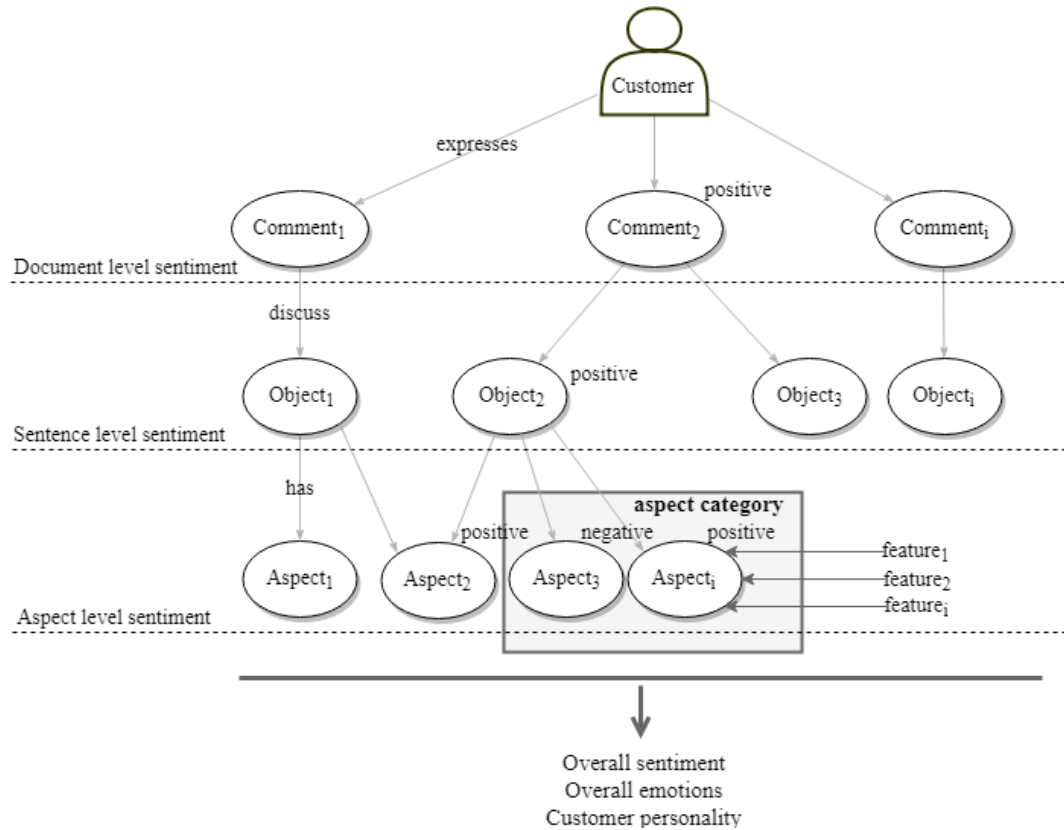 Customer
expresses
positive
Comment₁
Comment₂
Commentᵢ
Document level sentiment
discuss
positive
Object₁
Object₂
Object₃
Objectᵢ
Sentence level sentiment
has
aspect category
positive
negative
positive
Aspect₁
Aspect₂
Aspect₃
Aspectᵢ
feature₁
feature₂
featureᵢ
Aspect level sentiment
Overall sentiment
Overall emotions
Customer personality